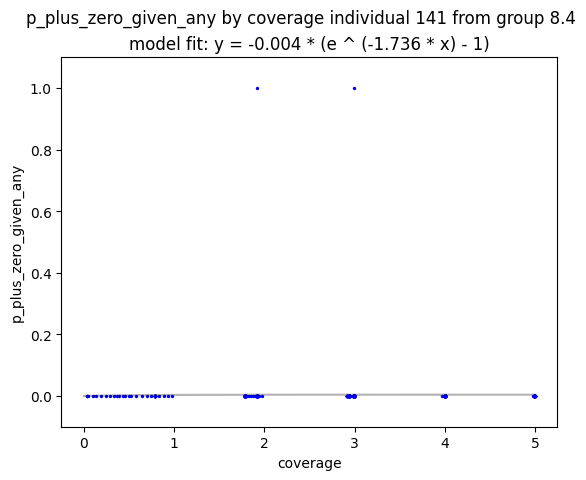 p_plus_zero_given_any by coverage individual 141 from group 8.4
model fit: y = -0.004 * (e ^ (-1.736 * x) - 1)
1.0
0.8
0.6
0.4
0.2
0.0
p_plus_zero_given_any
0 1 2 3 4 5
coverage